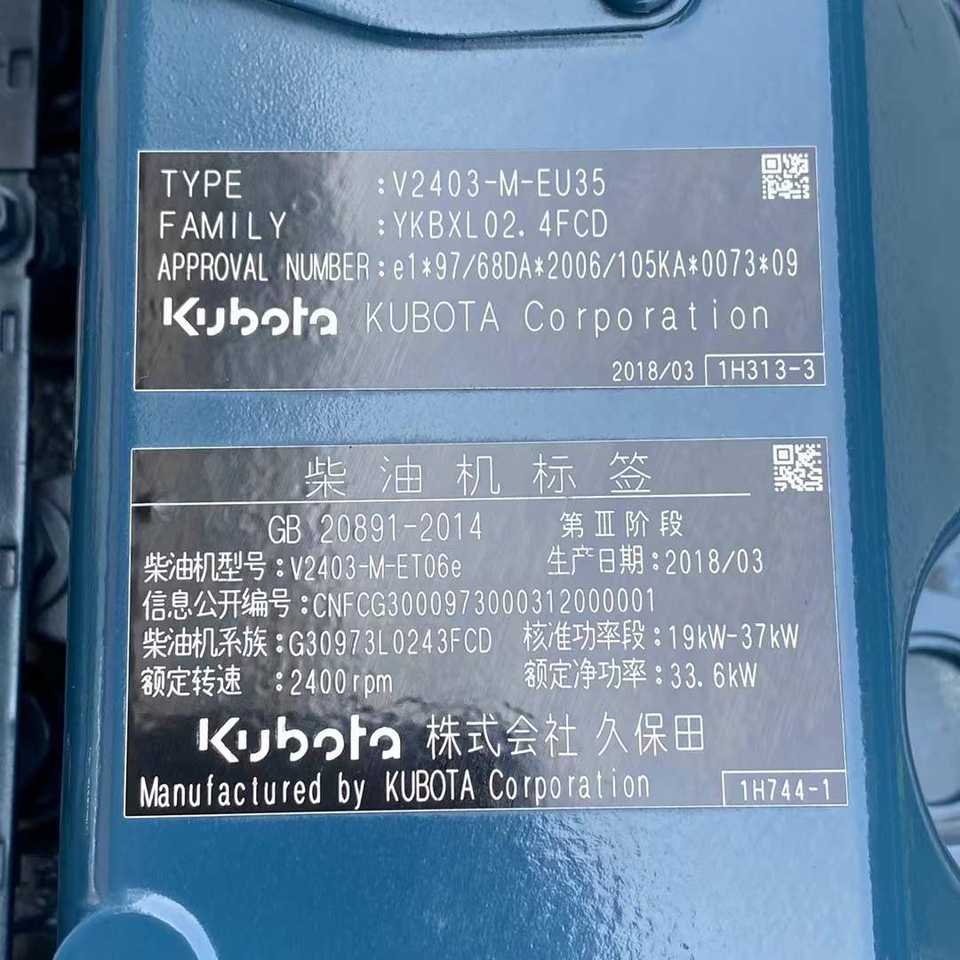 TYPE :V2403-M-EU35
FAMILY :YKBXL02.4FCD
APPROVAL NUMBER:e1*97/68DA*2006/105KA*0073*09
Kubota KUBOTA Corporation
2018/03 1H313-3
柴油机标签
GB 20891-2014 第Ⅲ阶段
柴油机型号:V2403-M-ET06e 生产日期:2018/03
信息公开编号:CNFCG3000973000312000001
柴油机系族:G30973L0243FCD 核准功率段:19kW-37kW
额定转速 :2400rpm 额定净功率:33.6kW
Kubota 株式会社 久保田
Manufactured by KUBOTA Corporation 1H744-1